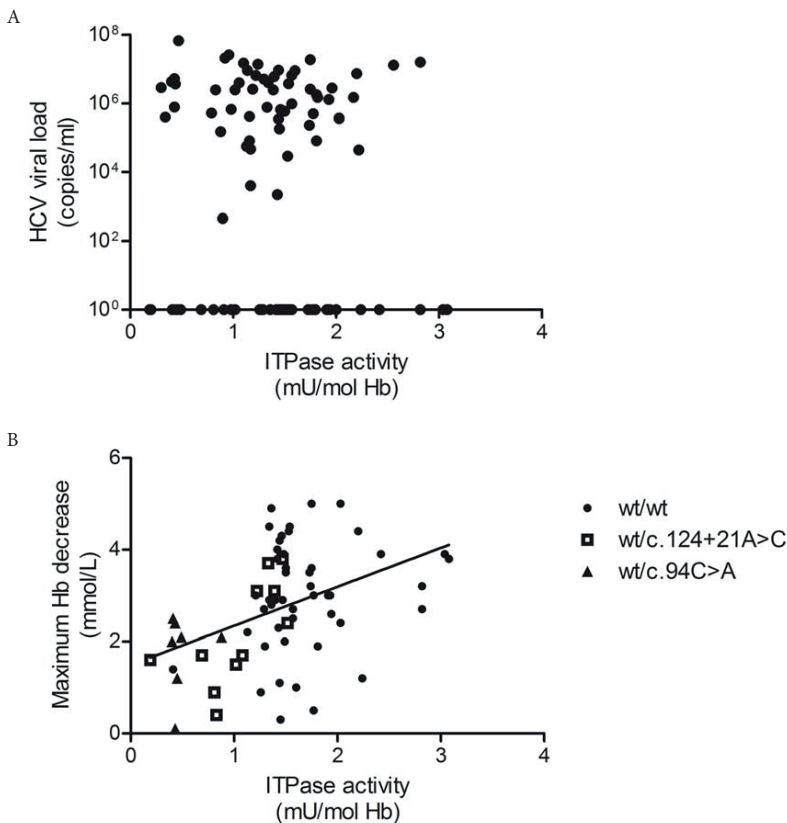 A
10⁸
10⁶
10⁴
10²
10⁰
HCV viral load
(copies/ml)
0 1 2 3 4
ITPase activity
(mU/mol Hb)
B
6
4
2
0
Maximum Hb decrease
(mmol/L)
0 1 2 3 4
ITPase activity
(mU/mol Hb)
wt/wt
wt/c.124+21A>C
wt/c.94C>A